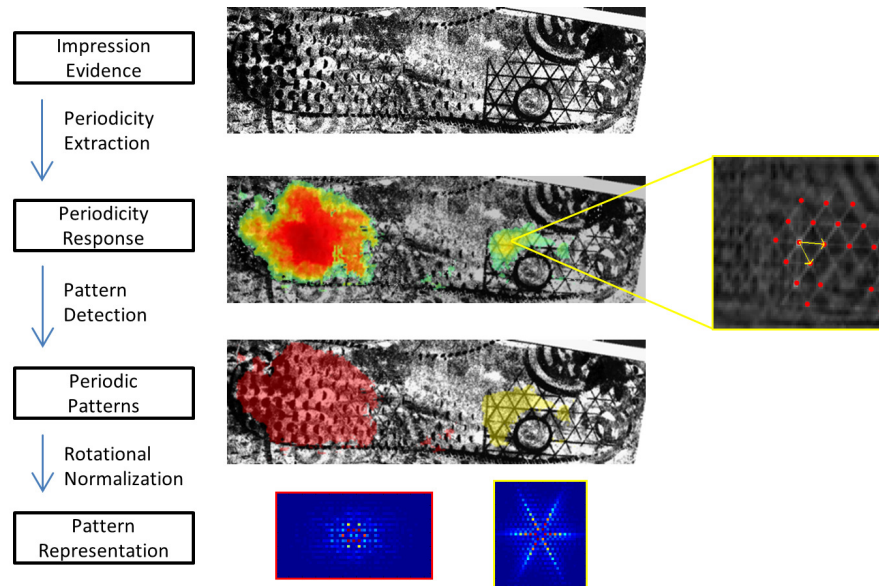 Impression
Evidence
Periodicity
Extraction
Periodicity
Response
Pattern
Detection
Periodic
Patterns
Rotational
Normalization
Pattern
Representation